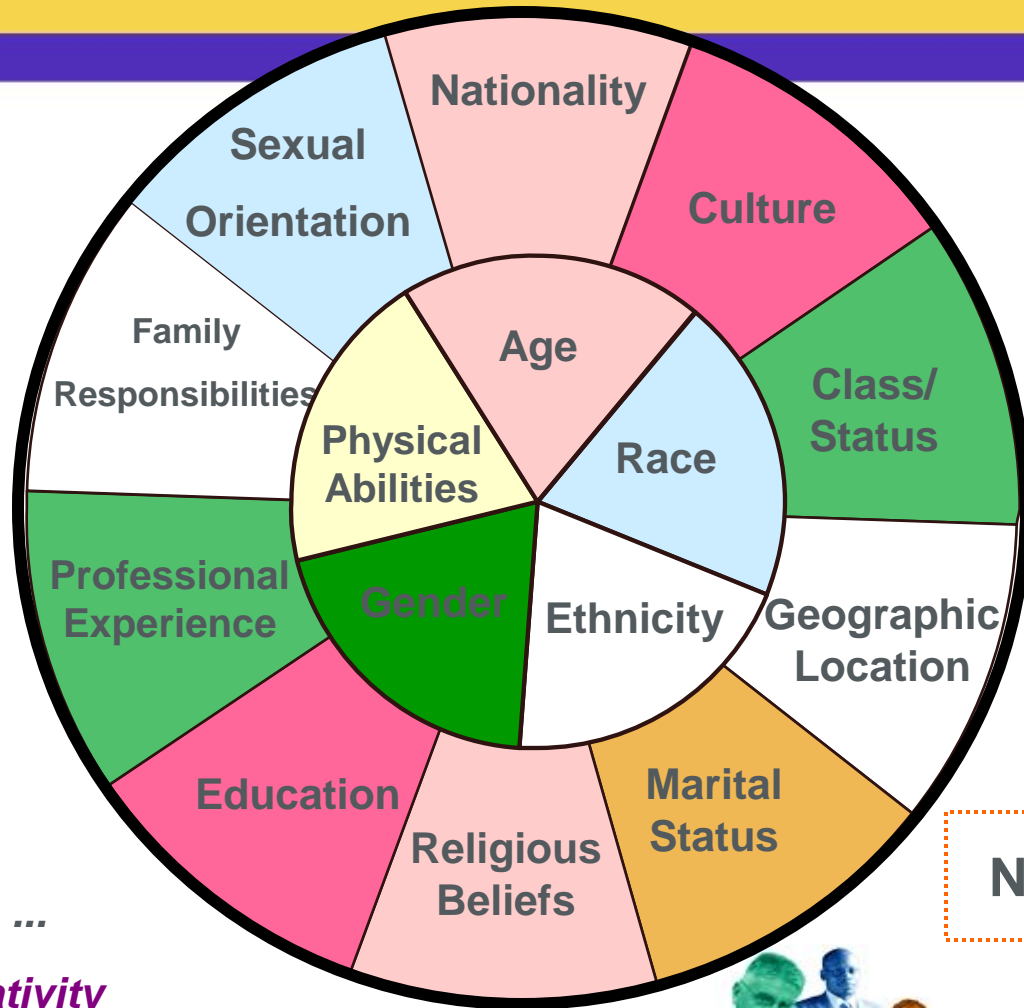 Nationality
Sexual
Orientation
Culture
Family
Responsibilities
Class/
Status
Age
Race
Physical
Abilities
Gender
Ethnicity
Professional
Experience
Geographic
Location
Education
Religious
Beliefs
Marital
Status
N
...
ativity